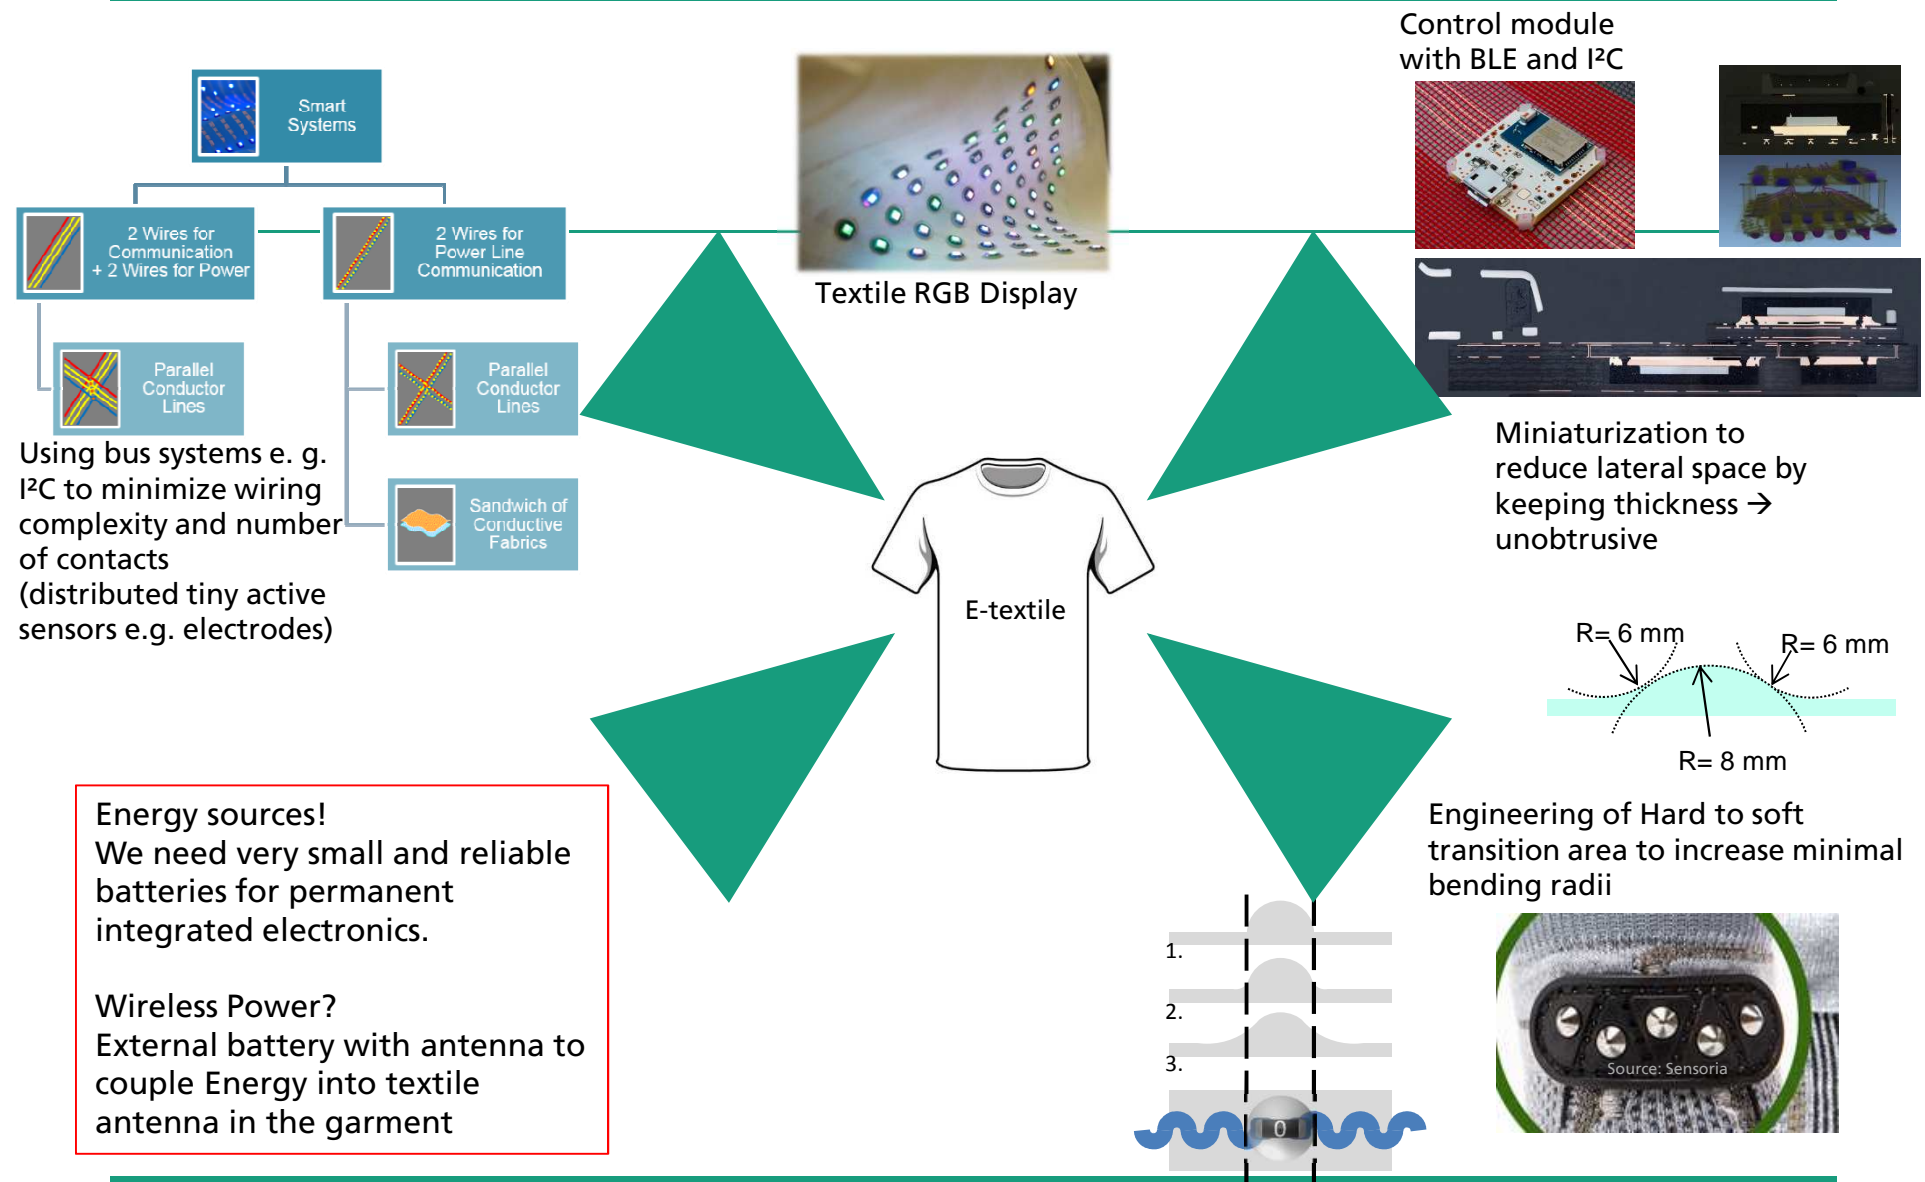 Smart
Systems
2 Wires for
Communication
+ 2 Wires for Power
2 Wires for
Power Line
Communication
Parallel
Conductor
Lines
Parallel
Conductor
Lines
Sandwich of
Conductive
Fabrics
Using bus systems e. g.
I²C to minimize wiring
complexity and number
of contacts
(distributed tiny active
sensors e.g. electrodes)
Textile RGB Display
Control module
with BLE and I²C
Miniaturization to
reduce lateral space by
keeping thickness →
unobtrusive
E-textile
R= 6 mm
R= 6 mm
R= 8 mm
Engineering of Hard to soft
transition area to increase minimal
bending radii
Energy sources!
We need very small and reliable
batteries for permanent
integrated electronics.
Wireless Power?
External battery with antenna to
couple Energy into textile
antenna in the garment
1.
2.
3.
0
Source: Sensoria